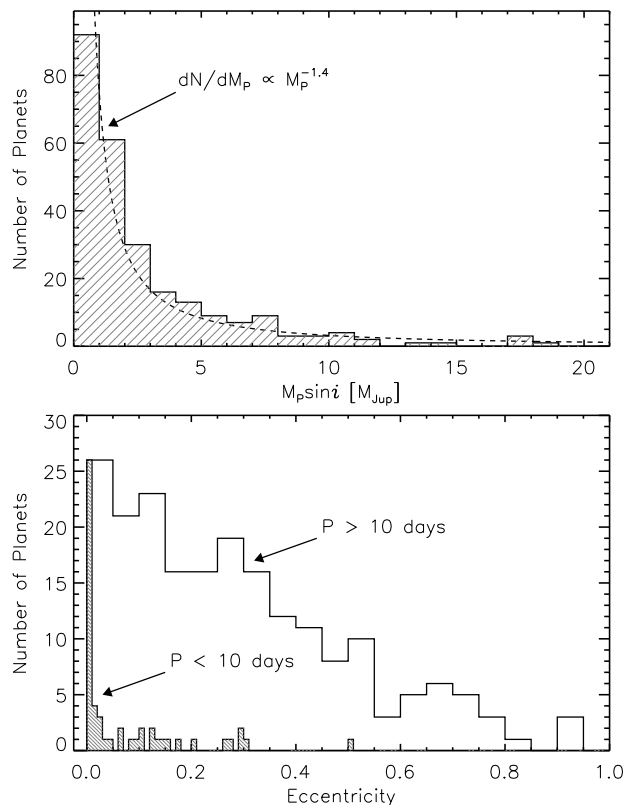 dN/dM_P ∝ M_P^-1.4
Number of Planets
80
60
40
20
0
0 5 10 15 20
M_P sin i [M_Jup]
30
25
20
15
10
5
0
Number of Planets
P > 10 days
P < 10 days
0.0 0.2 0.4 0.6 0.8 1.0
Eccentricity